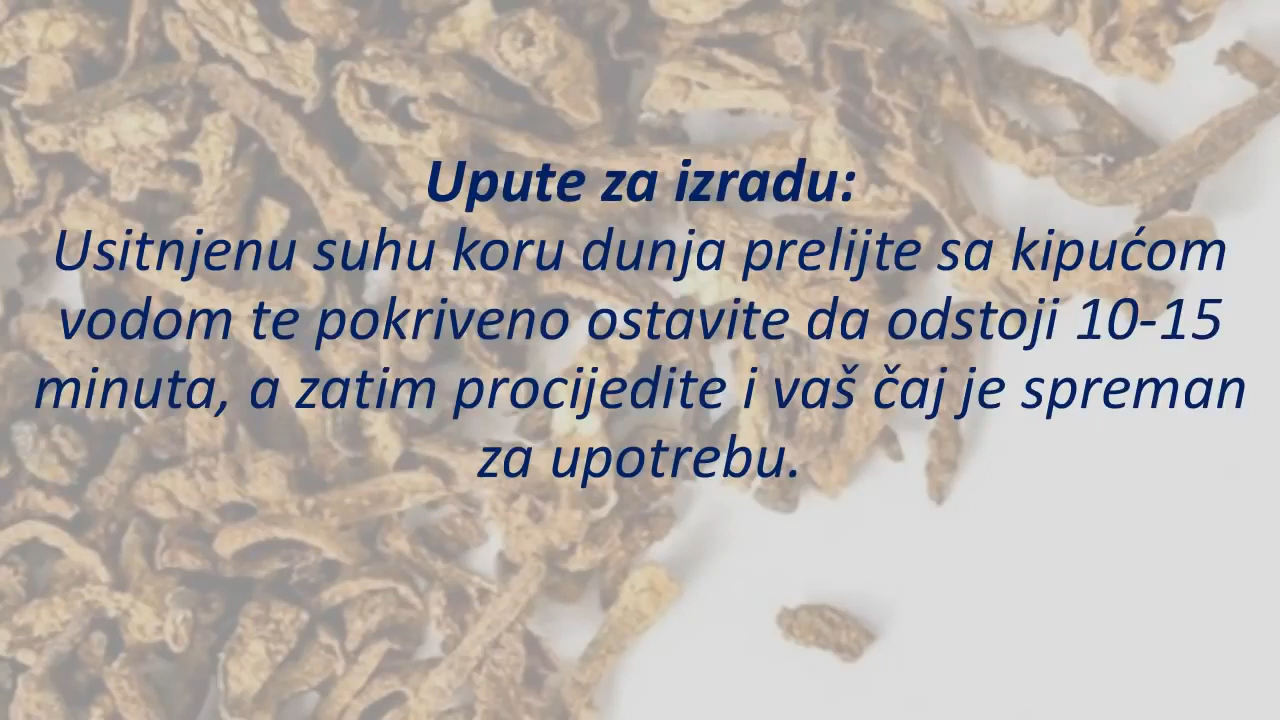 Upute za izradu:
Usitnjenu suhu koru dunja prelijte sa kipućom
vodom te pokriveno ostavite da odstoji 10-15
minuta, a zatim procijedite i vaš čaj je spreman
za upotrebu.